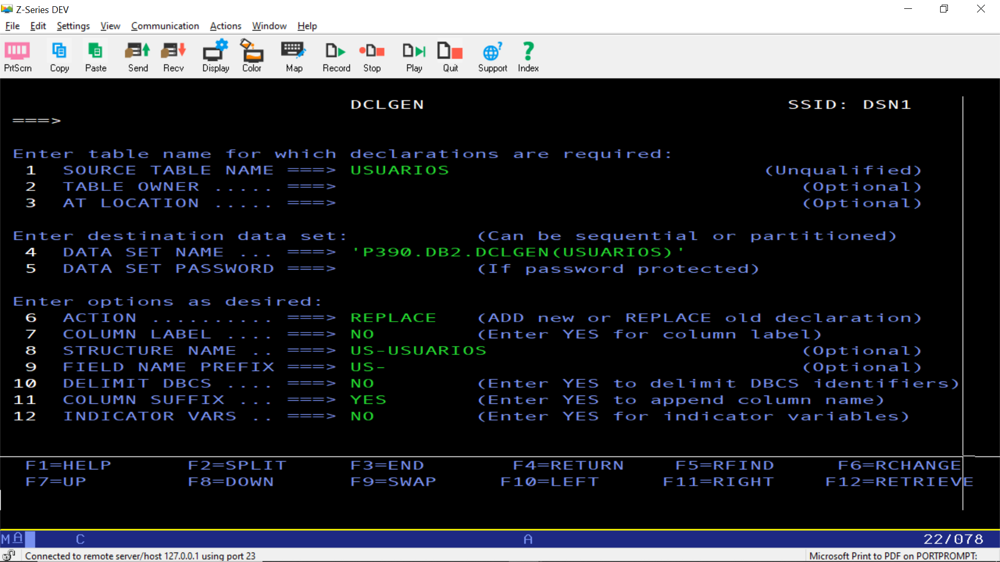 Z-Series DEV
File Edit Settings View Communication Actions Window Help
PrtScrn Copy Paste Send Recv Display Color Map Record Stop Play Quit Support Index
DCLGEN SSID: DSN1
===>
Enter table name for which declarations are required:
1 SOURCE TABLE NAME ===> USUARIOS (Unqualified)
2 TABLE OWNER ..... ===> (Optional)
3 AT LOCATION ..... ===> (Optional)
Enter destination data set: (Can be sequential or partitioned)
4 DATA SET NAME ... ===> 'P390.DB2.DCLGEN(USUARIOS)'
5 DATA SET PASSWORD ===> (If password protected)
Enter options as desired:
6 ACTION .......... ===> REPLACE (ADD new or REPLACE old declaration)
7 COLUMN LABEL .... ===> NO (Enter YES for column label)
8 STRUCTURE NAME .. ===> US-USUARIOS (Optional)
9 FIELD NAME PREFIX ===> US- (Optional)
10 DELIMIT DBCS .... ===> NO (Enter YES to delimit DBCS identifiers)
11 COLUMN SUFFIX ... ===> YES (Enter YES to append column name)
12 INDICATOR VARS .. ===> NO (Enter YES for indicator variables)
F1=HELP F2=SPLIT F3=END F4=RETURN F5=RFIND F6=RCHANGE
F7=UP F8=DOWN F9=SWAP F10=LEFT F11=RIGHT F12=RETRIEVE
M A C A 22/078
Connected to remote server/host 127.0.0.1 using port 23 Microsoft Print to PDF on PORTPROMPT: